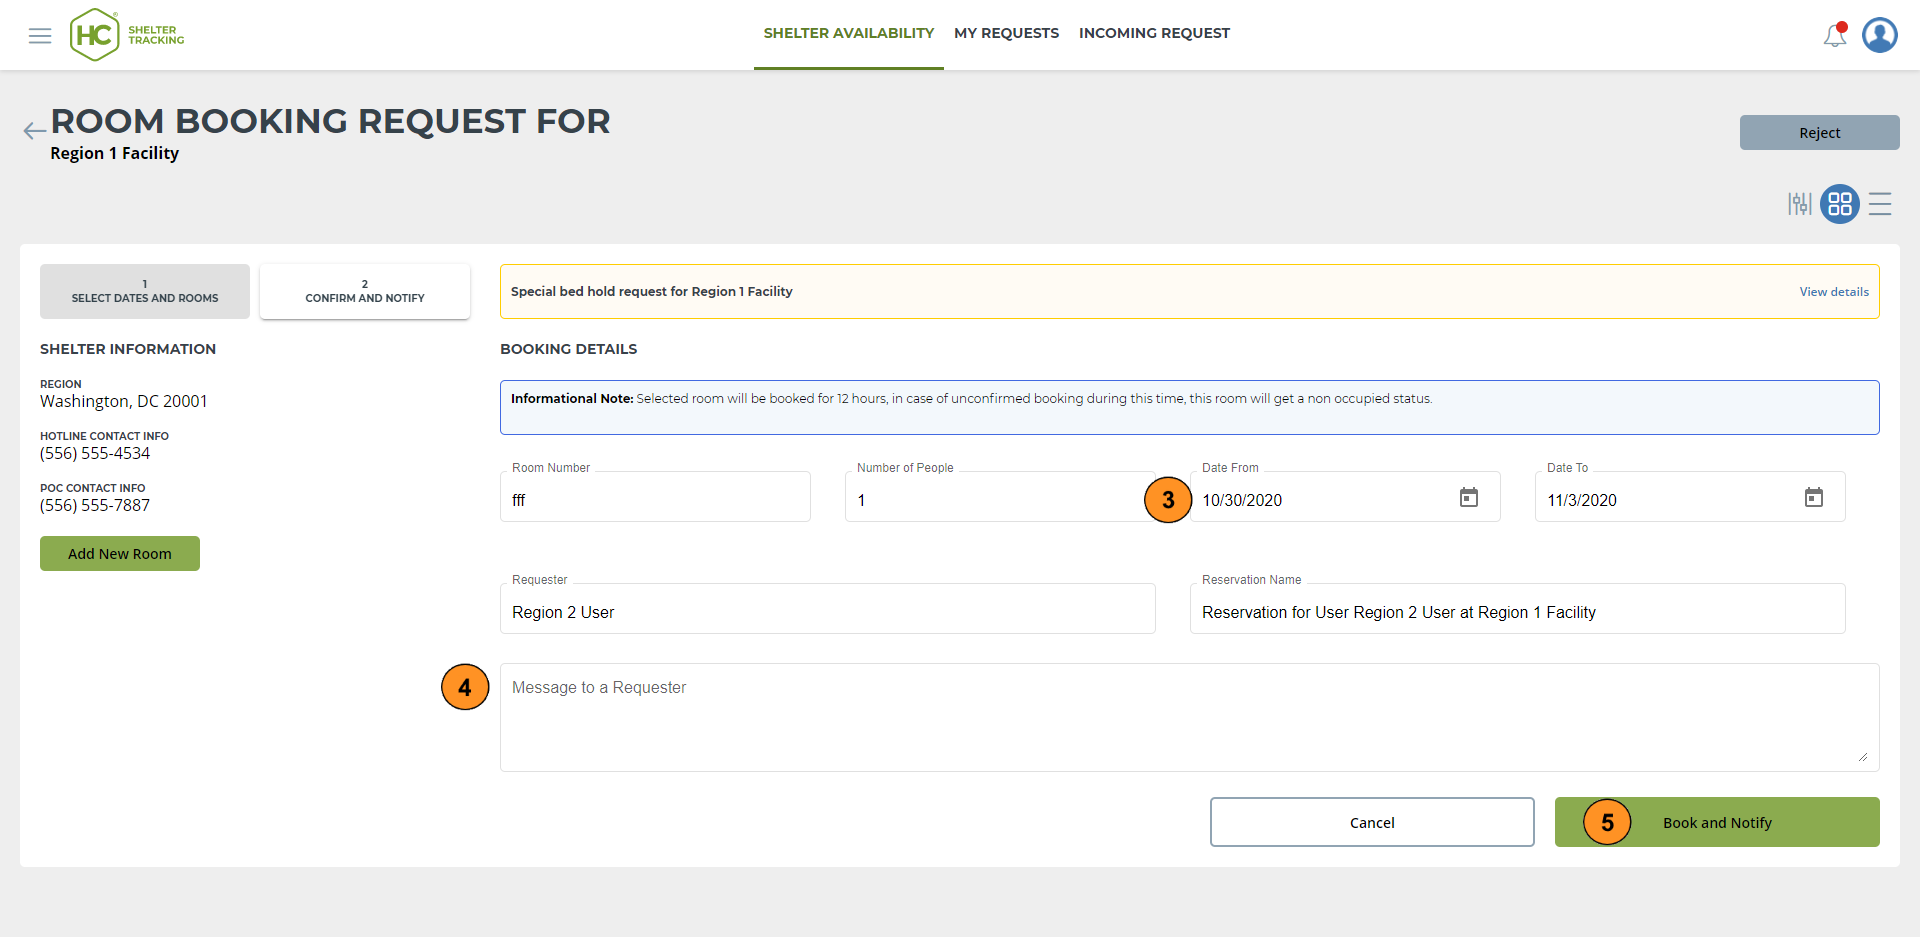 HC®
SHELTER
TRACKING
SHELTER AVAILABILITY
MY REQUESTS
INCOMING REQUEST
ROOM BOOKING REQUEST FOR
Region 1 Facility
Reject
1
SELECT DATES AND ROOMS
2
CONFIRM AND NOTIFY
Special bed hold request for Region 1 Facility
View details
SHELTER INFORMATION
REGION
Washington, DC 20001
HOTLINE CONTACT INFO
(556) 555-4534
POC CONTACT INFO
(556) 555-7887
Add New Room
BOOKING DETAILS
Informational Note: Selected room will be booked for 12 hours, in case of unconfirmed booking during this time, this room will get a non occupied status.
Room Number
fff
Number of People
1
3
Date From
10/30/2020
Date To
11/3/2020
Requester
Region 2 User
Reservation Name
Reservation for User Region 2 User at Region 1 Facility
4
Message to a Requester
Cancel
5
Book and Notify